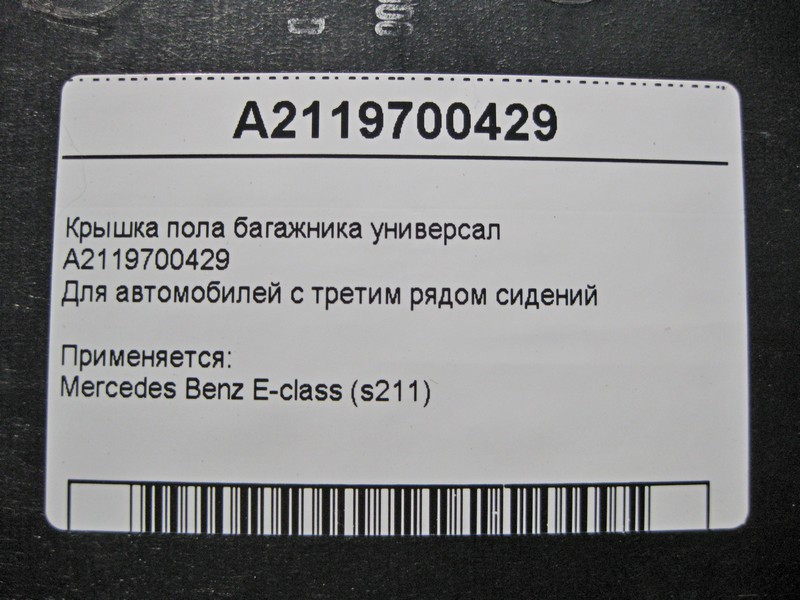 A2119700429
Крышка пола багажника универсал
A2119700429
Для автомобилей с третим рядом сидений
Применяется:
Mercedes Benz E-class (s211)